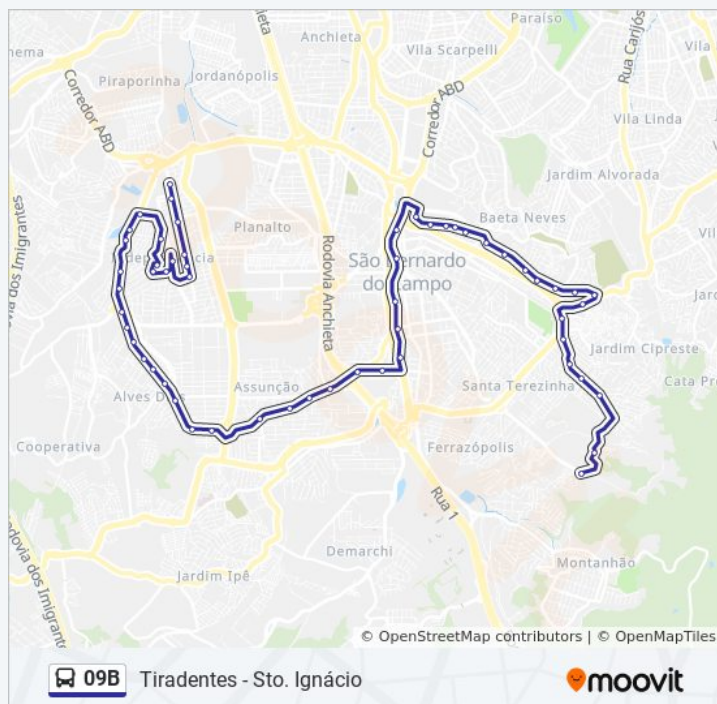 Paraíso
Anchieta
Vila Scarpelli
Rua Carijós
Vila
nema
Corredor ABD
Piraporinha
Jordanópolis
Corredor ABD
Vila Linda
Jardim Alvorada
Rodovia dos Imigrantes
Planalto
Baeta Neves
Rodovia Anchieta
São Bernardo
do Campo
Jardim Cipreste
Assunção
Santa Terezinha
Cata Pre
Alves Dias
Cooperativa
Ferrazópolis
Rua 1
Rodovia dos Imigrant
Demarchi
Montanhão
Jardim Ipê
© OpenStreetMap contributors | © OpenMapTiles
09B Tiradentes - Sto. Ignácio
moovit